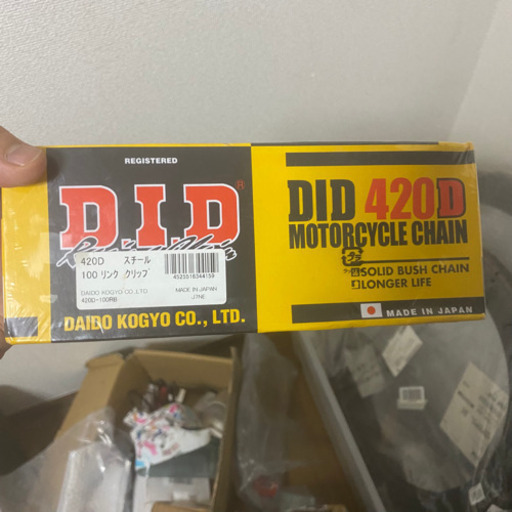 REGISTERED
D.I.D®
420D スチール
100 リンク クリップ
4525516344159
DAIDO KOGYO CO.,LTD
420D-100RB
MADE IN JAPAN
DAIDO KOGYO CO., LTD.
DID 420D
MOTORCYCLE CHAIN
SOLID BUSH CHAIN
LONGER LIFE
MADE IN JAPAN